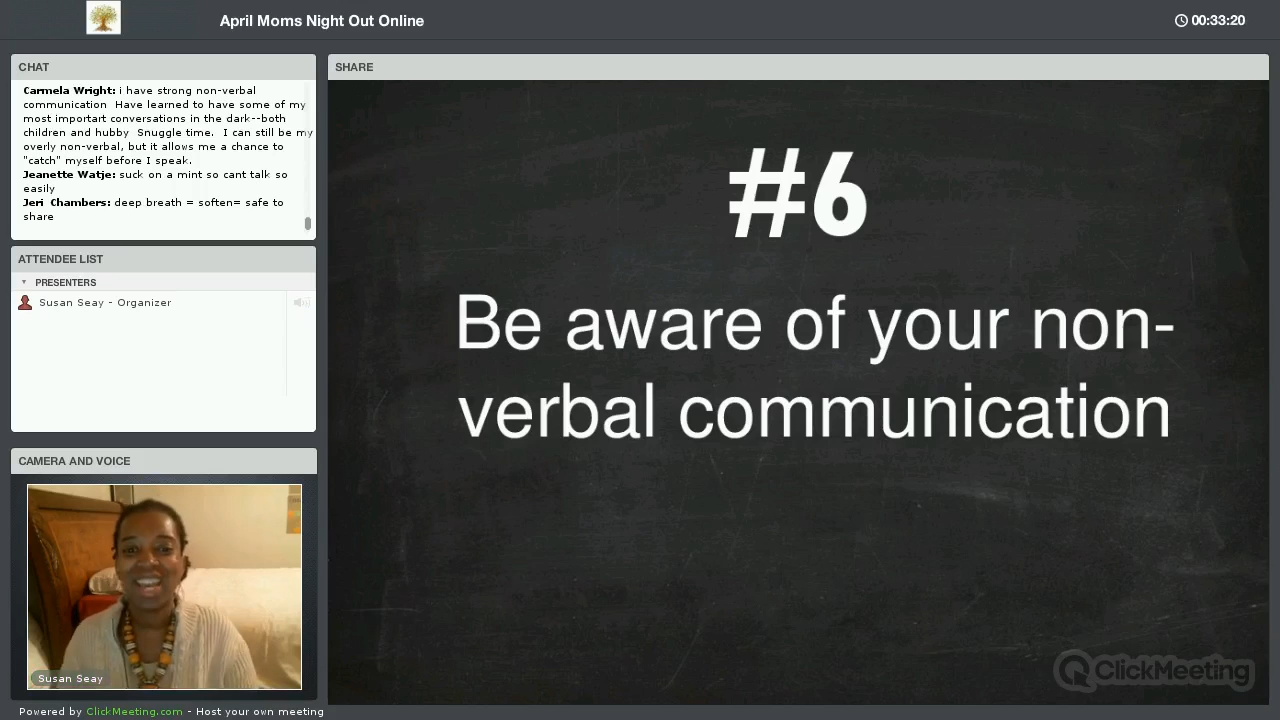 April Moms Night Out Online
00:33:20
CHAT
Carmela Wright: i have strong non-verbal
communication Have learned to have some of my
most importart conversations in the dark--both
children and hubby Snuggle time. I can still be my
overly non-verbal, but it allows me a chance to
"catch" myself before I speak.
Jeanette Watje: suck on a mint so cant talk so
easily
Jeri Chambers: deep breath = soften= safe to
share
ATTENDEE LIST
PRESENTERS
Susan Seay - Organizer
CAMERA AND VOICE
Susan Seay
Powered by ClickMeeting.com - Host your own meeting
SHARE
#6
Be aware of your non-
verbal communication
ClickMeeting